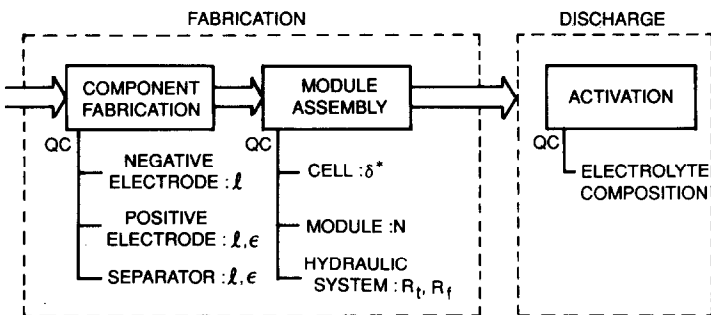 FABRICATION
DISCHARGE
COMPONENT
FABRICATION
MODULE
ASSEMBLY
ACTIVATION
QC
NEGATIVE
ELECTRODE : ℓ
POSITIVE
ELECTRODE : ℓ, ϵ
SEPARATOR : ℓ, ϵ
QC
CELL : δ*
MODULE : N
HYDRAULIC
SYSTEM : Rt, Rf
QC
ELECTROLYTE
COMPOSITION